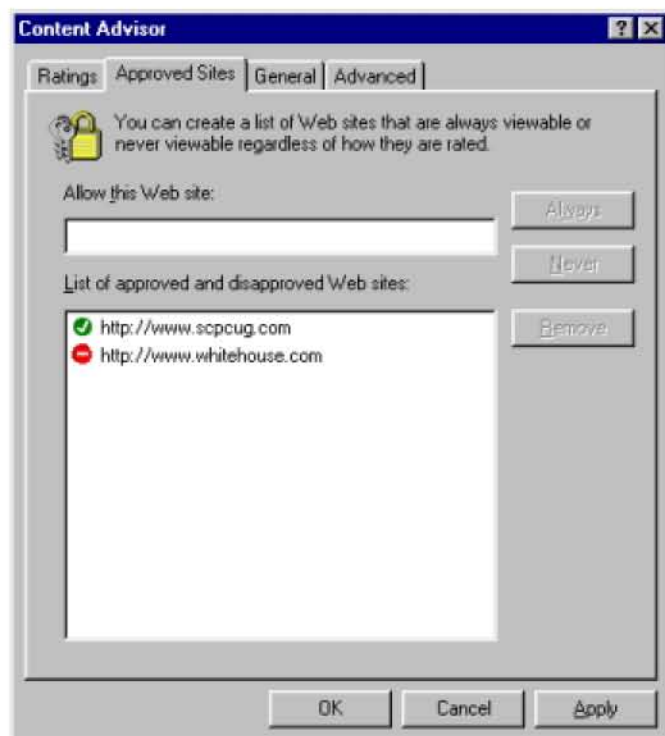 Content Advisor
Ratings Approved Sites General Advanced
You can create a list of Web sites that are always viewable or
never viewable regardless of how they are rated.
Allow this Web site:
Always
Never
List of approved and disapproved Web sites:
http://www.scpcug.com
Remove
http://www.whitehouse.com
OK Cancel Apply